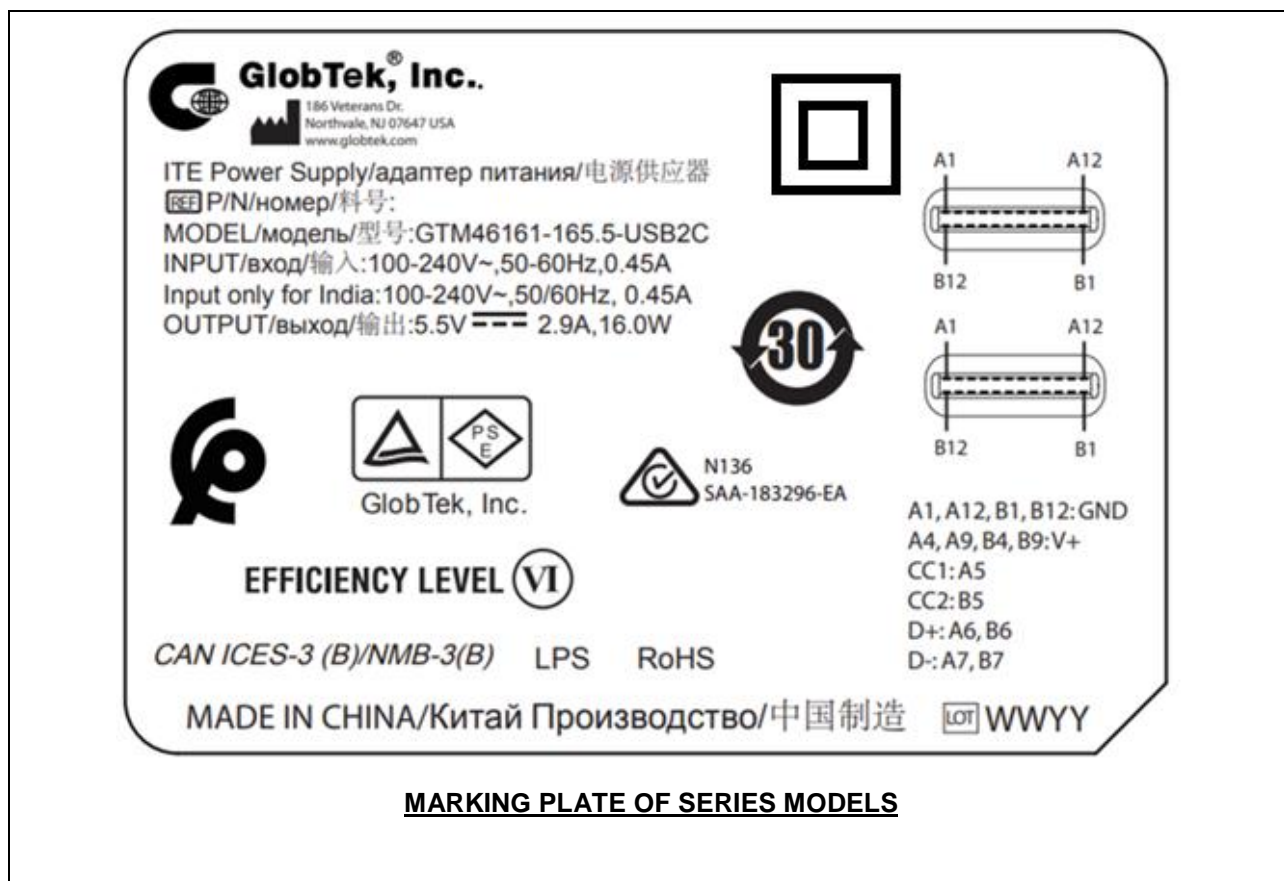 GlobTek,® Inc..
186 Veterans Dr.
Northvale, NJ 07647 USA
www.globtek.com
ITE Power Supply/адаптер питания/电源供应器
REF P/N/номер/料号:
MODEL/модель/型号:GTM46161-165.5-USB2C
INPUT/вход/输入:100-240V~,50-60Hz,0.45A
Input only for India:100-240V~,50/60Hz, 0.45A
OUTPUT/выход/输出:5.5V 2.9A,16.0W
A1 A12
B12 B1
A1 A12
B12 B1
30
PS
E
GlobTek, Inc.
N136
SAA-183296-EA
A1, A12, B1, B12:GND
A4, A9, B4, B9:V+
CC1: A5
CC2: B5
D+: A6, B6
D-: A7, B7
EFFICIENCY LEVEL VI
CAN ICES-3 (B)/NMB-3(B) LPS RoHS
MADE IN CHINA/Китай Производство/中国制造 LOT WWYY
MARKING PLATE OF SERIES MODELS